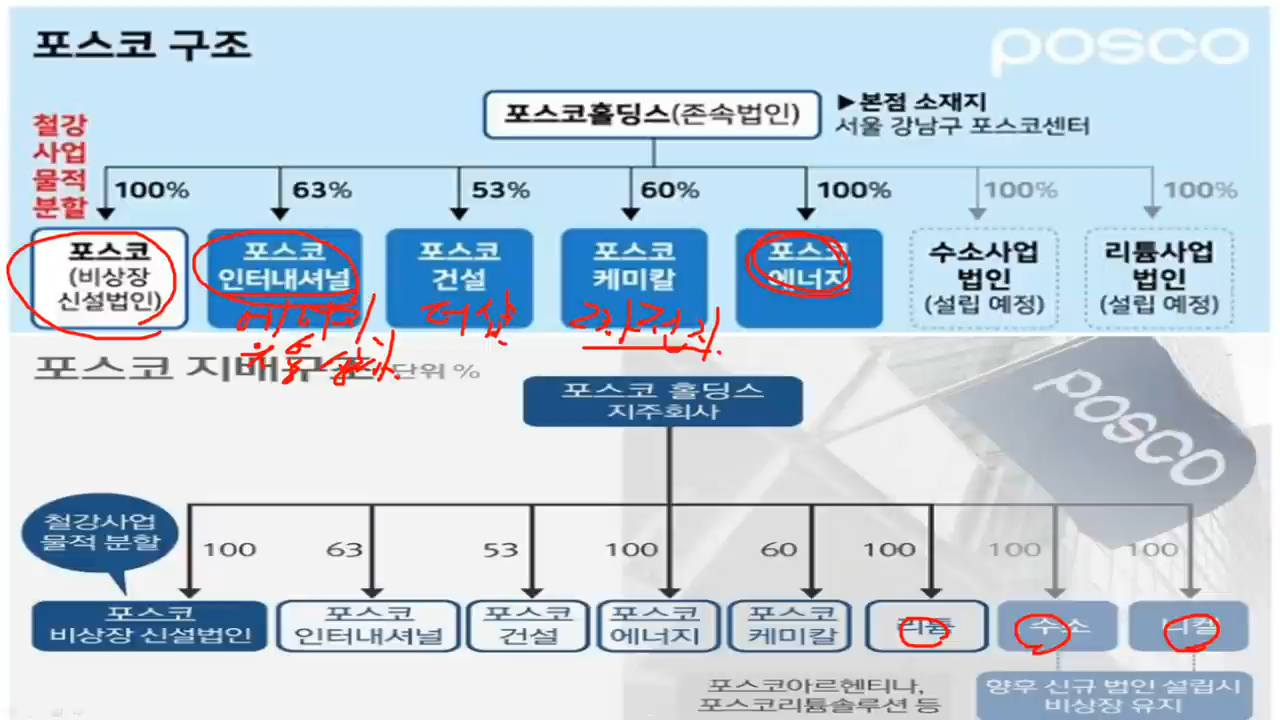 포스코 구조
posco
포스코홀딩스(존속법인)
▶본점 소재지
서울 강남구 포스코센터
철강
사업
물적
분할
100% 63% 53% 60% 100% 100% 100%
포스코
(비상장
신설법인)
포스코
인터내셔널
포스코
건설
포스코
케미칼
포스코
에너지
수소사업
법인
(설립 예정)
리튬사업
법인
(설립 예정)
더샵
포스코 지배구조 단위 %
posco
포스코 홀딩스
지주회사
철강사업
물적 분할
100 63 53 100 60 100 100 100
포스코
비상장 신설법인
포스코
인터내셔널
포스코
건설
포스코
에너지
포스코
케미칼
리튬
수소
니켈
포스코아르헨티나,
포스코리튬솔루션 등
향후 신규 법인 설립시
비상장 유지